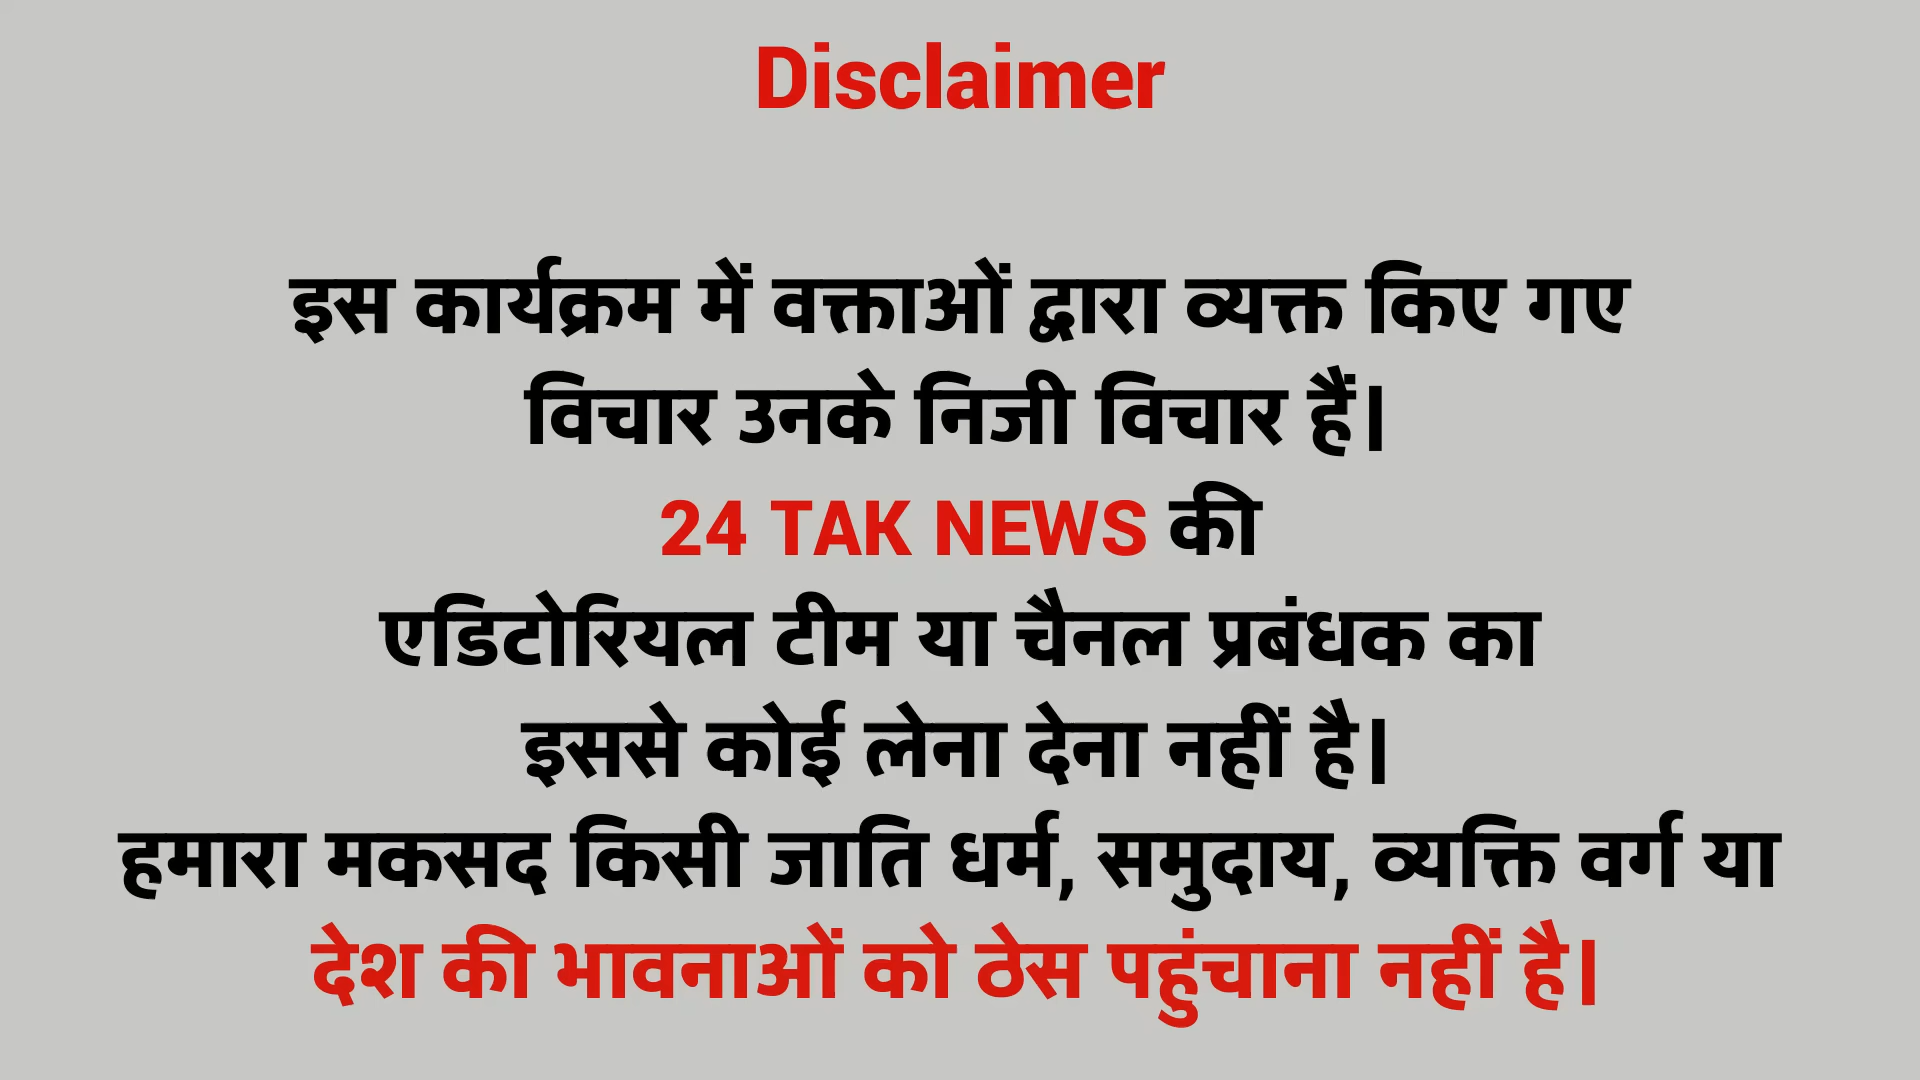 Disclaimer
इस कार्यक्रम में वक्ताओं द्वारा व्यक्त किए गए
विचार उनके निजी विचार हैं।
24 TAK NEWS की
एडिटोरियल टीम या चैनल प्रबंधक का
इससे कोई लेना देना नहीं है।
हमारा मकसद किसी जाति धर्म, समुदाय, व्यक्ति वर्ग या
देश की भावनाओं को ठेस पहुंचाना नहीं है।